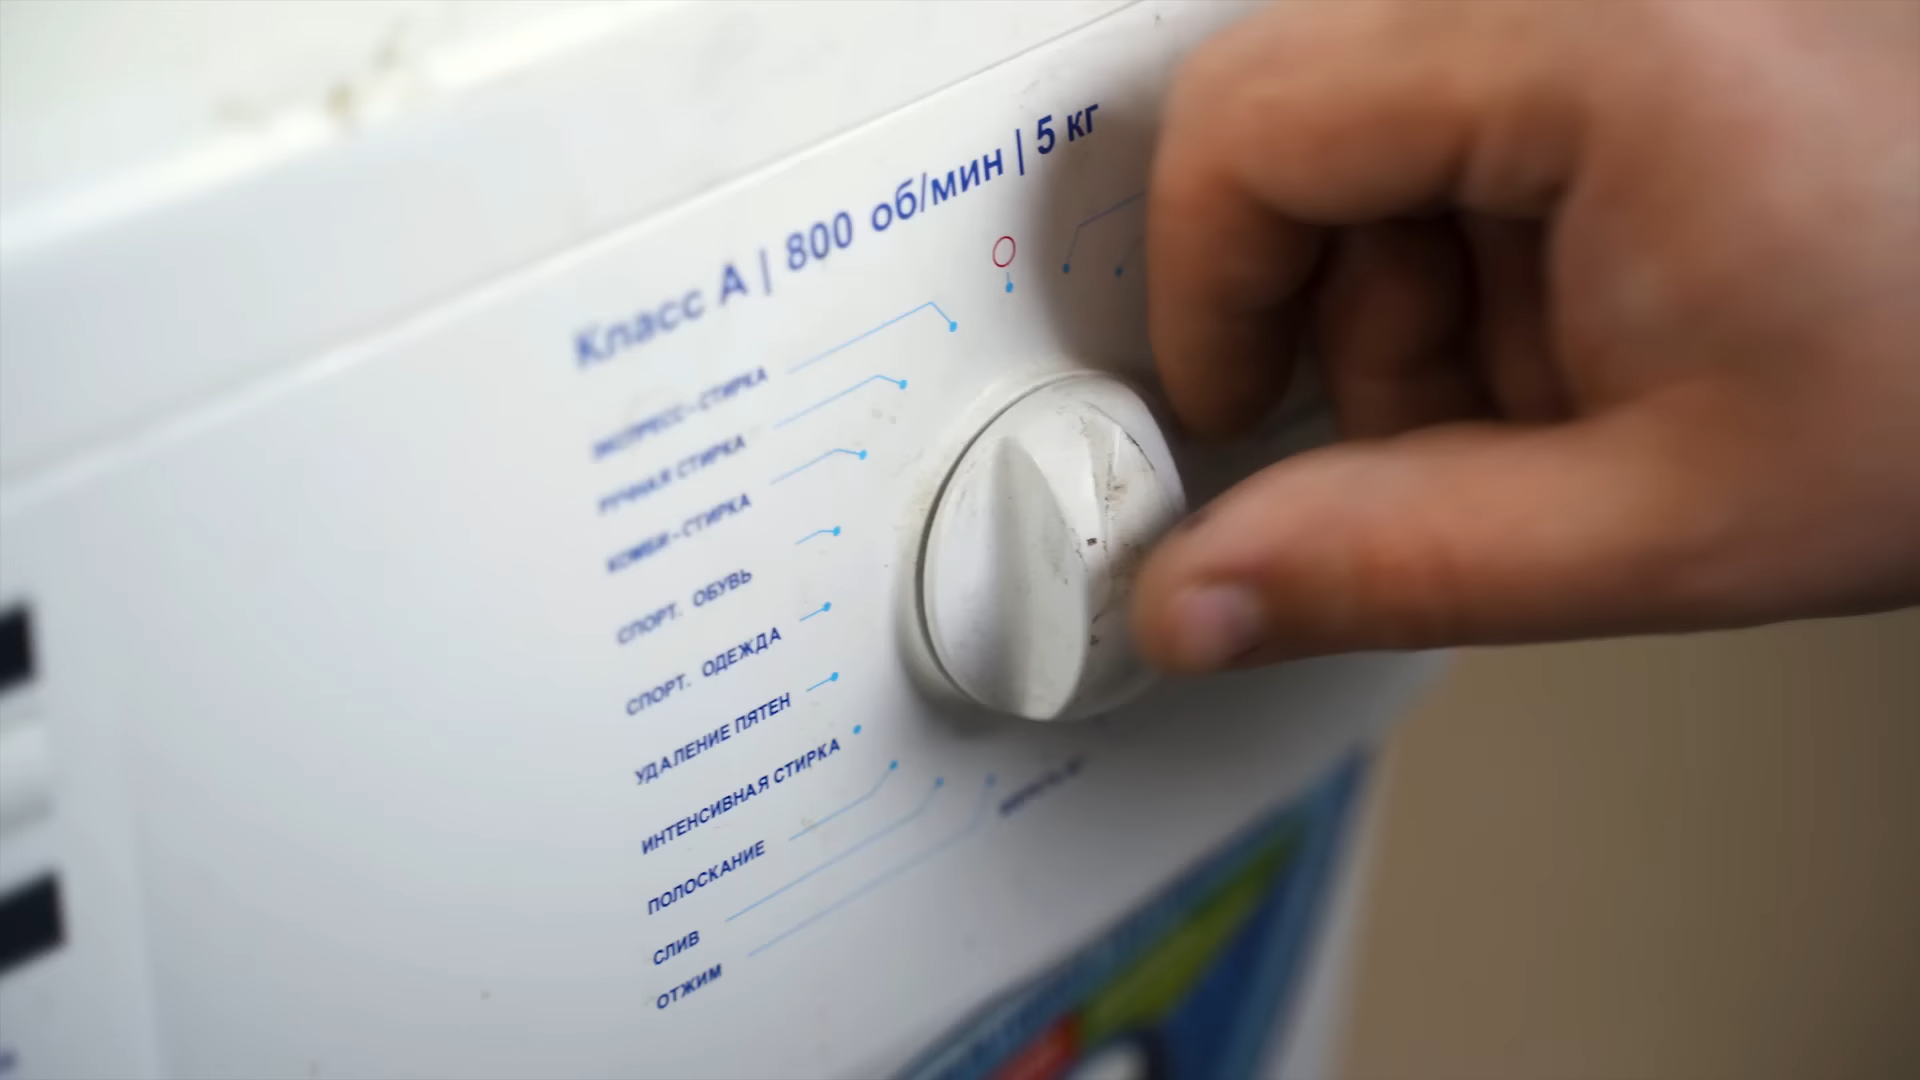 Класс А | 800 об/мин | 5 кг
ЭКСПРЕСС-СТИРКА
РУЧНАЯ СТИРКА
КОМБИ-СТИРКА
СПОРТ. ОБУВЬ
СПОРТ. ОДЕЖДА
УДАЛЕНИЕ ПЯТЕН
ИНТЕНСИВНАЯ СТИРКА
ПОЛОСКАНИЕ
СЛИВ
ОТЖИМ